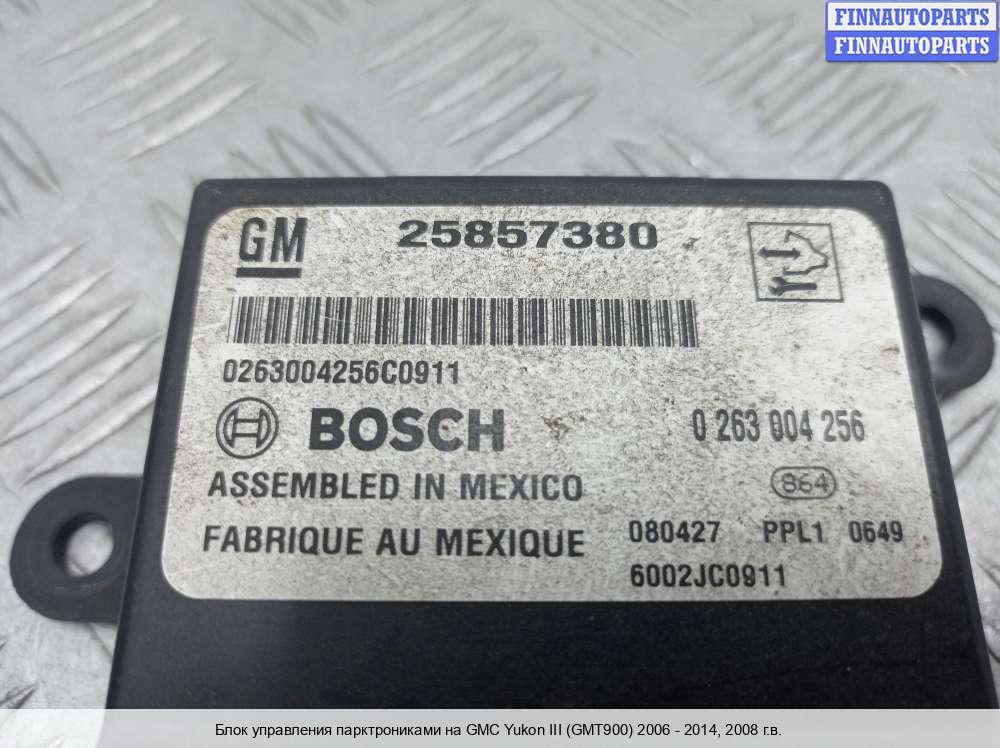 FINNAUTOPARTS
FINNAUTOPARTS
GM 25857380
0263004256C0911
BOSCH 0 263 004 256
ASSEMBLED IN MEXICO 864
FABRIQUE AU MEXIQUE 080427 PPL1 0649
6002JC0911
Блок управления парктрониками на GMC Yukon III (GMT900) 2006 - 2014, 2008 г.в.